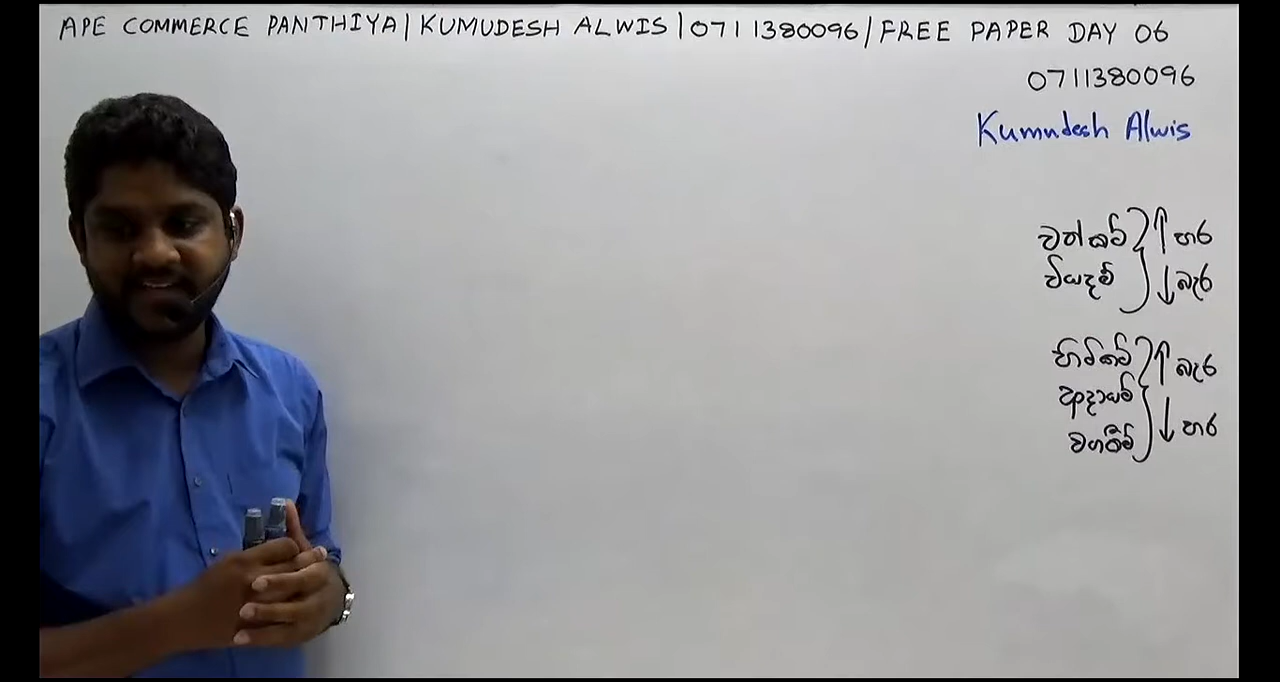 APE COMMERCE PANTHIYA | KUMUDESH ALWIS | 0711380096 / FREE PAPER DAY 06
0711380096
Kumudesh Alwis
වත්කම් ↑ හර
වියදම් ↓ බැර
හිමිකම් ↑ බැර
ආදායම්
වගකීම් ↓ හර